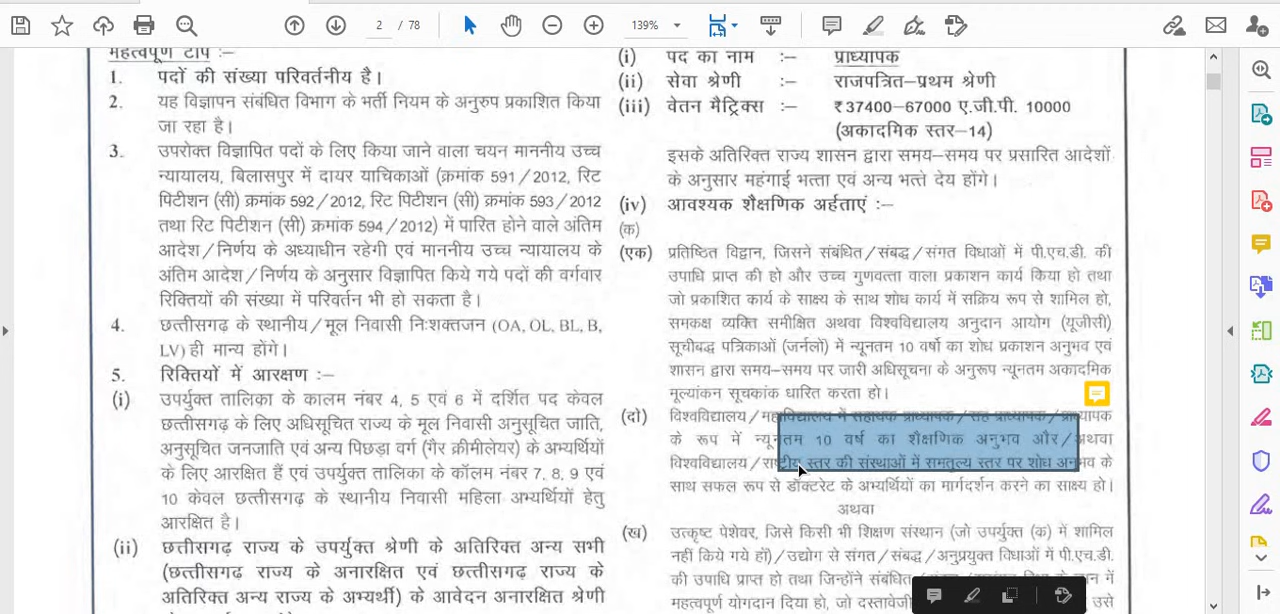 2 / 78
139%
महत्वपूर्ण टीप :–
1. पदों की संख्या परिवर्तनीय है।
2. यह विज्ञापन संबंधित विभाग के भर्ती नियम के अनुरुप प्रकाशित किया
जा रहा है।
3. उपरोक्त विज्ञापित पदों के लिए किया जाने वाला चयन माननीय उच्च
न्यायालय, बिलासपुर में दायर याचिकाओं (क्रमांक 591/2012, रिट
पिटीशन (सी) क्रमांक 592/2012, रिट पिटीशन (सी) क्रमांक 593/2012
तथा रिट पिटीशन (सी) क्रमांक 594/2012) में पारित होने वाले अंतिम
आदेश/निर्णय के अध्याधीन रहेगी एवं माननीय उच्च न्यायालय के
अंतिम आदेश/निर्णय के अनुसार विज्ञापित किये गये पदों की वर्गवार
रिक्तियों की संख्या में परिवर्तन भी हो सकता है।
4. छत्तीसगढ़ के स्थानीय/मूल निवासी निःशक्तजन (OA, OL, BL, B,
LV) ही मान्य होंगे।
5. रिक्तियों में आरक्षण :–
(i) उपर्युक्त तालिका के कालम नंबर 4, 5 एवं 6 में दर्शित पद केवल
छत्तीसगढ़ के लिए अधिसूचित राज्य के मूल निवासी अनुसूचित जाति,
अनुसूचित जनजाति एवं अन्य पिछड़ा वर्ग (गैर क्रीमीलेयर) के अभ्यर्थियों
के लिए आरक्षित हैं एवं उपर्युक्त तालिका के कॉलम नंबर 7, 8, 9 एवं
10 केवल छत्तीसगढ़ के स्थानीय निवासी महिला अभ्यर्थियों हेतु
आरक्षित है।
(ii) छत्तीसगढ़ राज्य के उपर्युक्त श्रेणी के अतिरिक्त अन्य सभी
(छत्तीसगढ़ राज्य के अनारक्षित एवं छत्तीसगढ़ राज्य के
अतिरिक्त अन्य राज्य के अभ्यर्थी) के आवेदन अनारक्षित श्रेणी
(i) पद का नाम :– प्राध्यापक
(ii) सेवा श्रेणी :– राजपत्रित–प्रथम श्रेणी
(iii) वेतन मैट्रिक्स :– ₹37400–67000 ए.जी.पी. 10000
(अकादमिक स्तर–14)
इसके अतिरिक्त राज्य शासन द्वारा समय–समय पर प्रसारित आदेशों
के अनुसार महंगाई भत्ता एवं अन्य भत्ते देय होंगे।
(iv) आवश्यक शैक्षणिक अर्हताएं :–
(क)
(एक) प्रतिष्ठित विद्वान, जिसने संबंधित/संबद्ध/संगत विधाओं में पी.एच.डी. की
उपाधि प्राप्त की हो और उच्च गुणवत्ता वाला प्रकाशन कार्य किया हो तथा
जो प्रकाशित कार्य के साक्ष्य के साथ शोध कार्य में सक्रिय रूप से शामिल हो,
समकक्ष व्यक्ति समीक्षित अथवा विश्वविद्यालय अनुदान आयोग (यूजीसी)
सूचीबद्ध पत्रिकाओं (जर्नलों) में न्यूनतम 10 वर्षो का शोध प्रकाशन अनुभव एवं
शासन द्वारा समय–समय पर जारी अधिसूचना के अनुरूप न्यूनतम अकादमिक
मूल्यांकन सूचकांक धारित करता हो।
(दो) विश्वविद्यालय/महाविद्यालय में सहायक प्राध्यापक/सह प्राध्यापक/प्राध्यापक
के रूप में न्यूनतम 10 वर्ष का शैक्षणिक अनुभव और/अथवा
विश्वविद्यालय/राष्ट्रीय स्तर की संस्थाओं में समतुल्य स्तर पर शोध अनुभव के
साथ सफल रूप से डॉक्टरेट के अभ्यर्थियों का मार्गदर्शन करने का साक्ष्य हो।
अथवा
(ख) उत्कृष्ट पेशेवर, जिसे किसी भी शिक्षण संस्थान (जो उपर्युक्त (क) में शामिल
नहीं किये गये हों)/उद्योग से संगत/संबद्ध/अनुप्रयुक्त विधाओं में पी.एच.डी.
की उपाधि प्राप्त हो तथा जिन्होंने संबंधित/ में
महत्वपूर्ण योगदान दिया हो, जो उसे